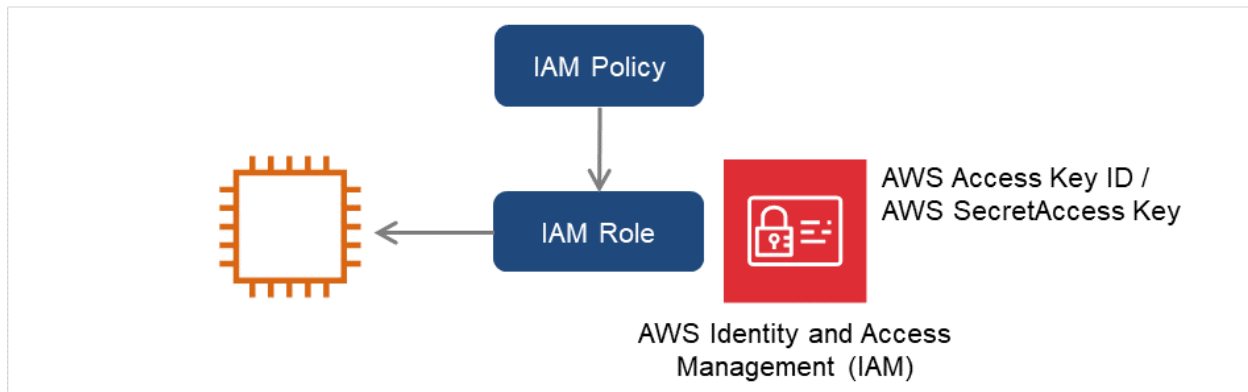 IAM Policy
IAM Role
AWS Access Key ID /
AWS SecretAccess Key
AWS Identity and Access
Management (IAM)